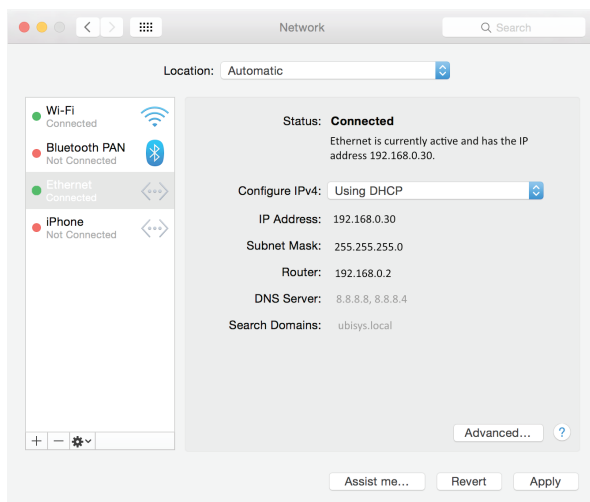 Network
Search
Location: Automatic
Wi-Fi
Connected
Bluetooth PAN
Not Connected
Ethernet
Connected
iPhone
Not Connected
Status: Connected
Ethernet is currently active and has the IP
address 192.168.0.30.
Configure IPv4: Using DHCP
IP Address: 192.168.0.30
Subnet Mask: 255.255.255.0
Router: 192.168.0.2
DNS Server: 8.8.8.8, 8.8.8.4
Search Domains: ubisys.local
Advanced... ?
Assist me... Revert Apply